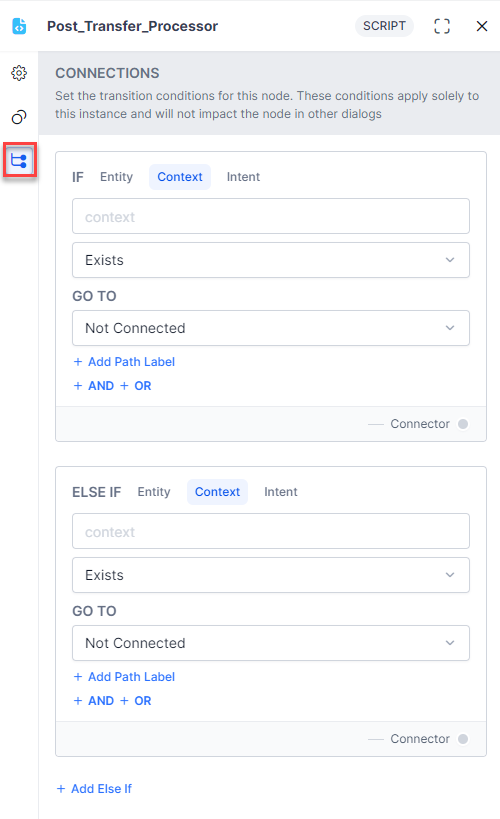 Post_Transfer_Processor SCRIPT
CONNECTIONS
Set the transition conditions for this node. These conditions apply solely to
this instance and will not impact the node in other dialogs
IF Entity Context Intent
context
Exists
GO TO
Not Connected
+ Add Path Label
+ AND + OR
Connector
ELSE IF Entity Context Intent
context
Exists
GO TO
Not Connected
+ Add Path Label
+ AND + OR
Connector
+ Add Else If